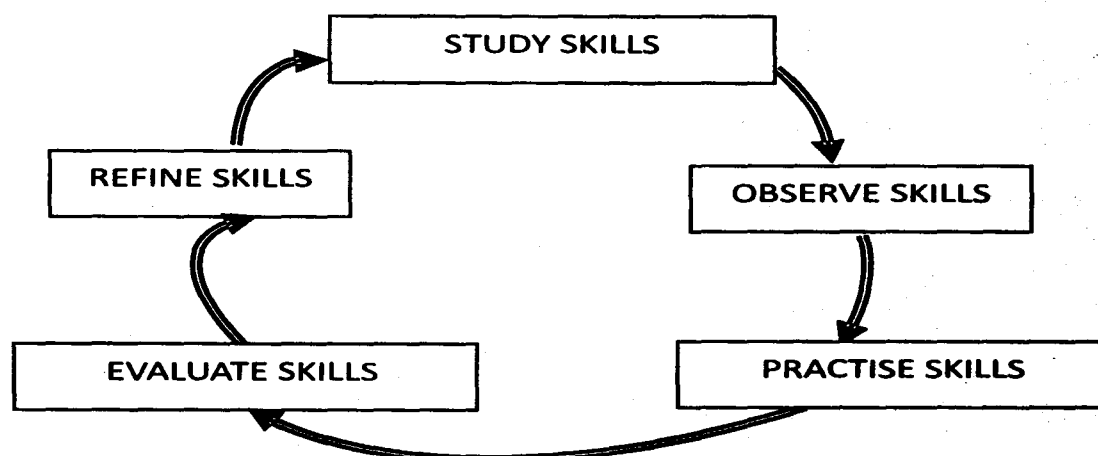 STUDY SKILLS
OBSERVE SKILLS
PRACTISE SKILLS
EVALUATE SKILLS
REFINE SKILLS